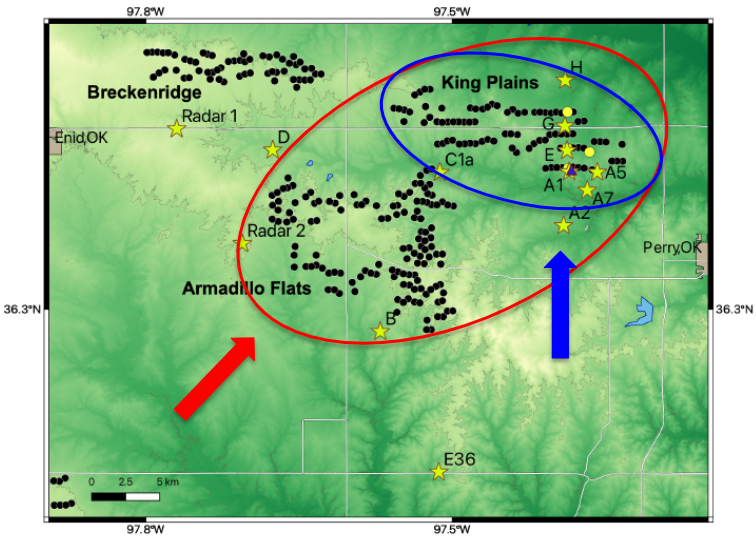 97.8°W 97.5°W
H
King Plains
Breckenridge
Radar 1
G
Enid,OK
D
E
C1a
A1 A5
A7
A2
Radar 2
Perry,OK
Armadillo Flats
36.3°N 36.3°N
B
E36
0 2.5 5 km
97.8°W 97.5°W